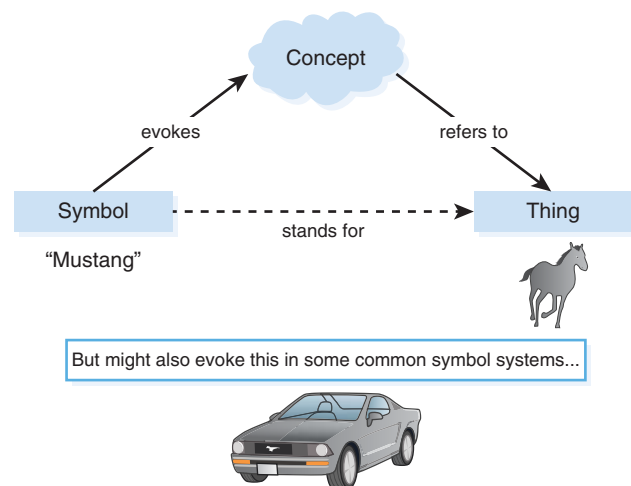 Concept
evokes
refers to
Symbol
Thing
stands for
“Mustang”
But might also evoke this in some common symbol systems...